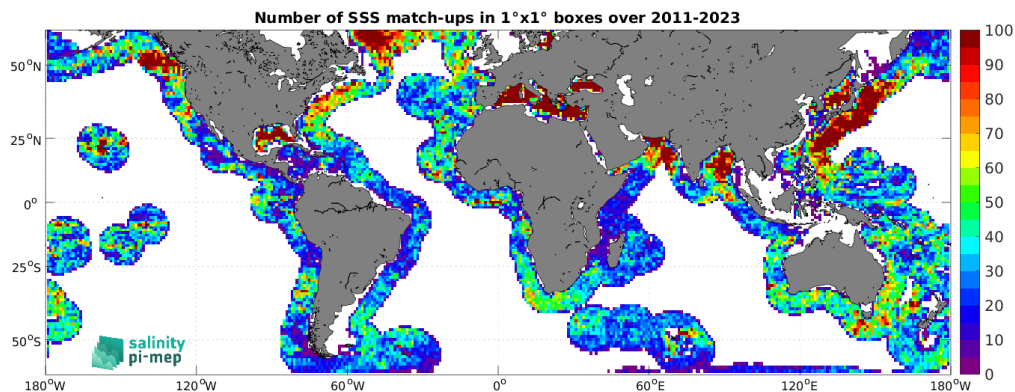 Number of SSS match-ups in 1°x1° boxes over 2011-2023
50°N
25°N
0°
25°S
50°S
180°W
120°W
60°W
0°
60°E
120°E
180°W
100
90
80
70
60
50
40
30
20
10
0
salinity
pi-mep